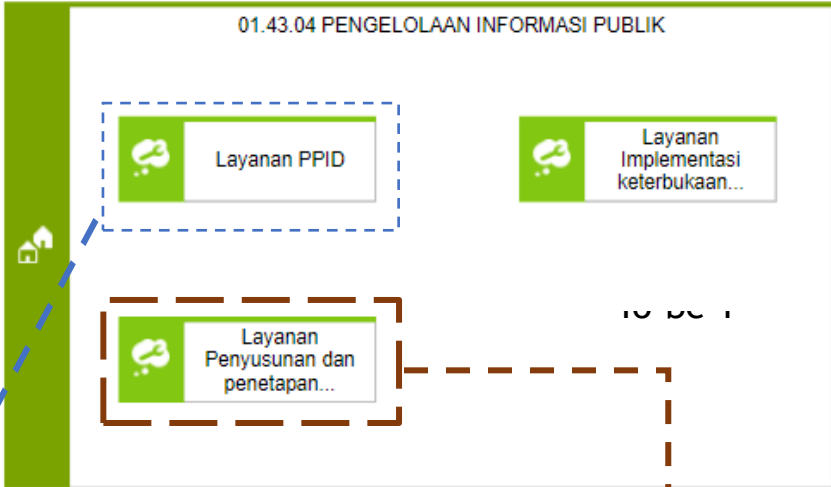 01.43.04 PENGELOLAAN INFORMASI PUBLIK
Layanan PPID
Layanan
Implementasi
keterbukaan...
Layanan
Penyusunan dan
penetapan...